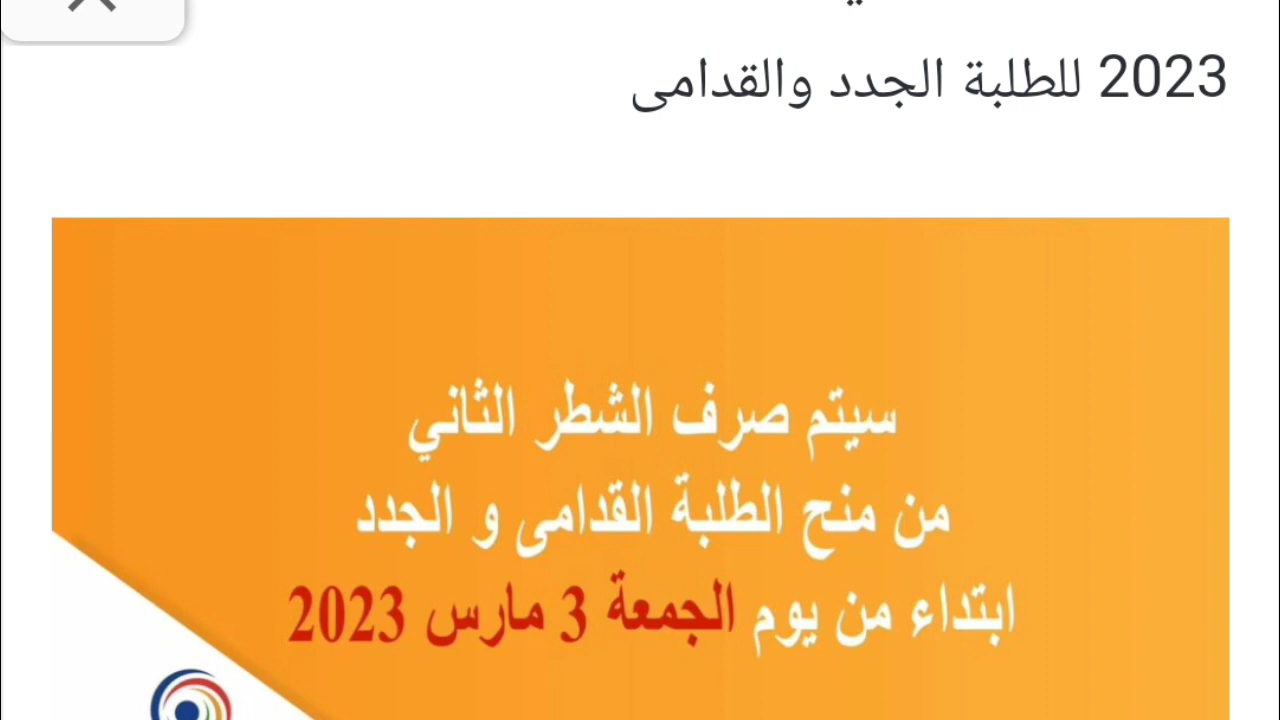 2023 للطلبة الجدد والقدامى
سيتم صرف الشطر الثاني
من منح الطلبة القدامى و الجدد
ابتداء من يوم الجمعة 3 مارس 2023